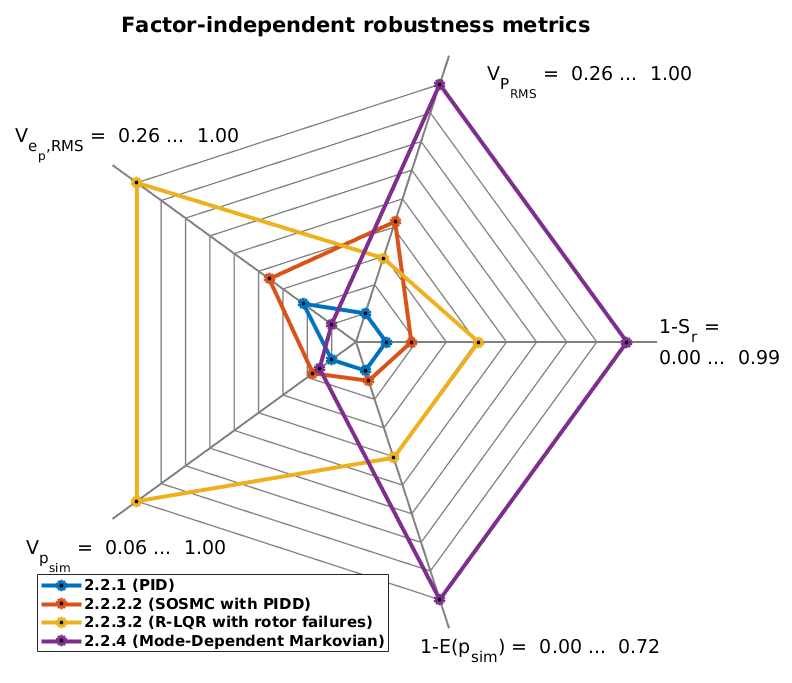 Factor-independent robustness metrics
V_{P_{RMS}} = 0.26 ... 1.00
V_{e_p,RMS} = 0.26 ... 1.00
1-S_r =
0.00 ... 0.99
V_{p_{sim}} = 0.06 ... 1.00
2.2.1 (PID)
2.2.2.2 (SOSMC with PIDD)
2.2.3.2 (R-LQR with rotor failures)
2.2.4 (Mode-Dependent Markovian)
1-E(p_{sim}) = 0.00 ... 0.72